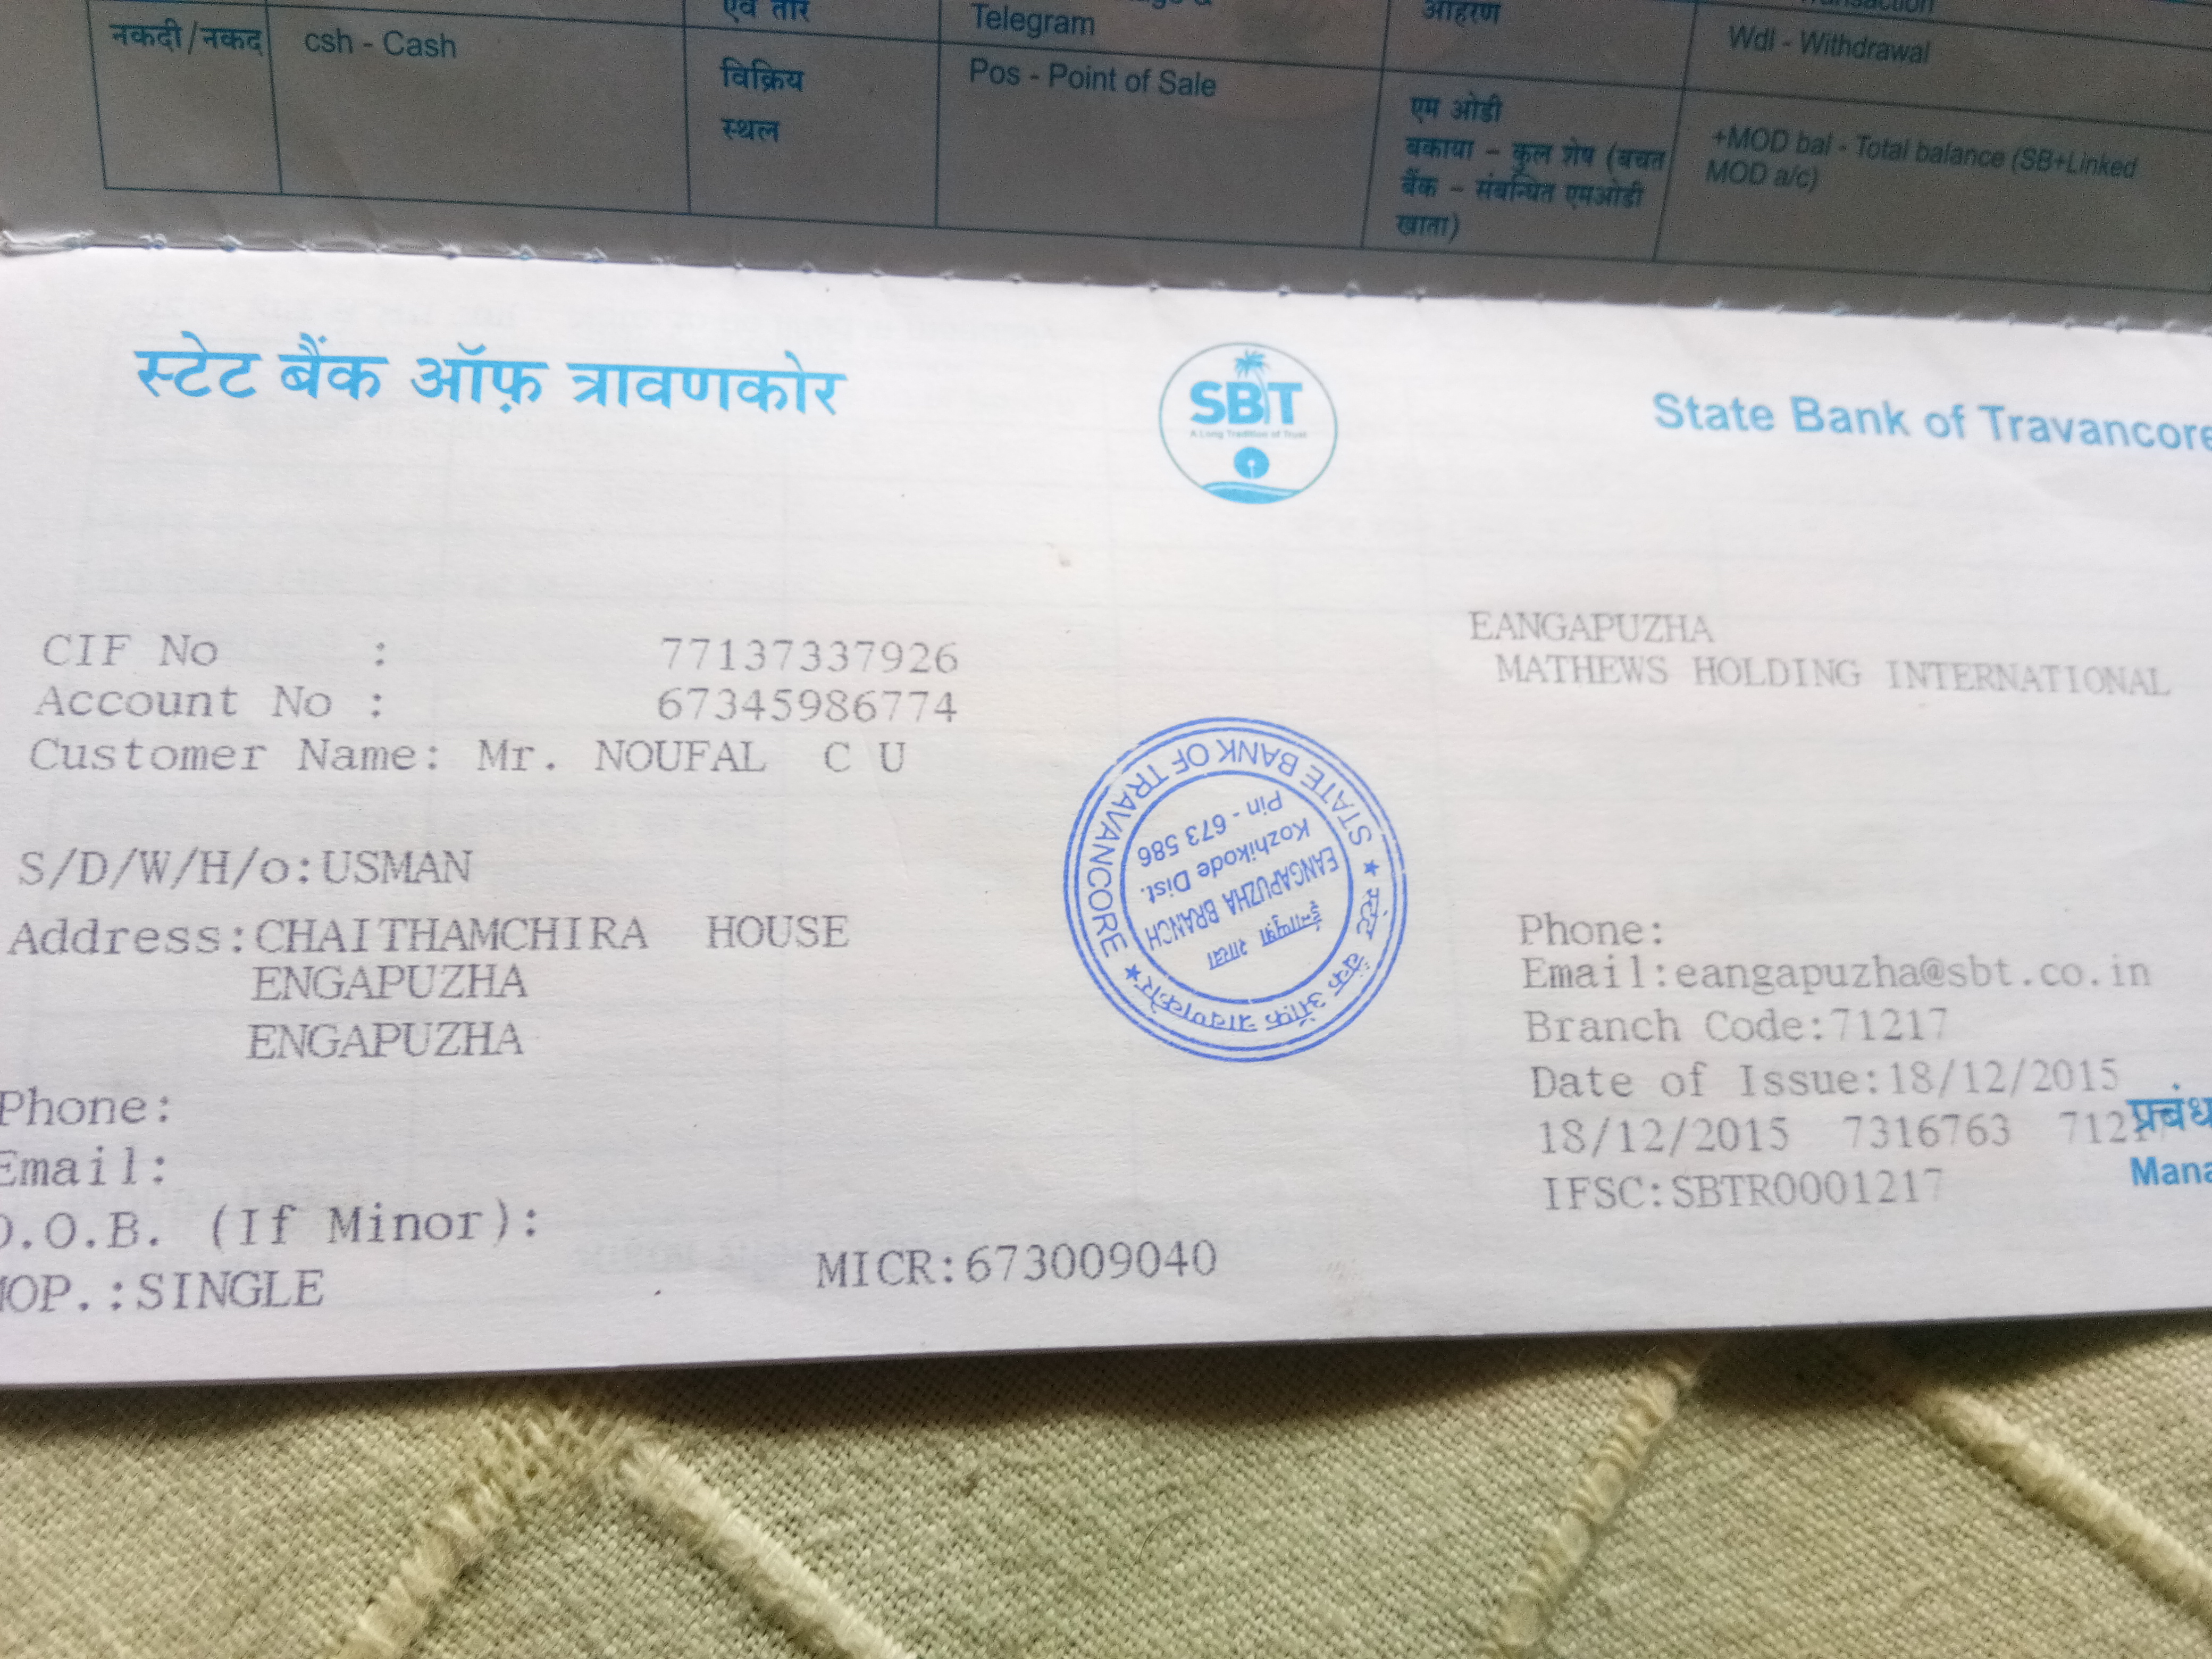 एवं तार
Telegram
आहरण
नकदी/नकद
csh - Cash
विक्रिय
स्थल
Pos - Point of Sale
Wdl - Withdrawal
एम ओडी
बकाया - कुल शेष (बचत
बैंक - संबन्धित एमओडी
खाता)
+MOD bal - Total balance (SB+Linked
MOD a/c)
स्टेट बैंक ऑफ़ त्रावणकोर
SBT
A Long Tradition of Trust
State Bank of Travancore
CIF No : 77137337926
Account No : 67345986774
Customer Name: Mr. NOUFAL C U
S/D/W/H/o:USMAN
Address:CHAITHAMCHIRA HOUSE
ENGAPUZHA
ENGAPUZHA
Phone:
Email:
D.O.B. (If Minor):
MOP.:SINGLE
MICR:673009040
EANGAPUZHA
MATHEWS HOLDING INTERNATIONAL
STATE BANK OF TRAVANCORE
स्टेट बैंक ऑफ़ त्रावणकोर
शाखा
EANGAPUZHA BRANCH
Kozhikode Dist.
Pin - 673 586
Phone:
Email:eangapuzha@sbt.co.in
Branch Code:71217
Date of Issue:18/12/2015
18/12/2015 7316763 7121
IFSC:SBTR0001217
प्रबंध
Mana